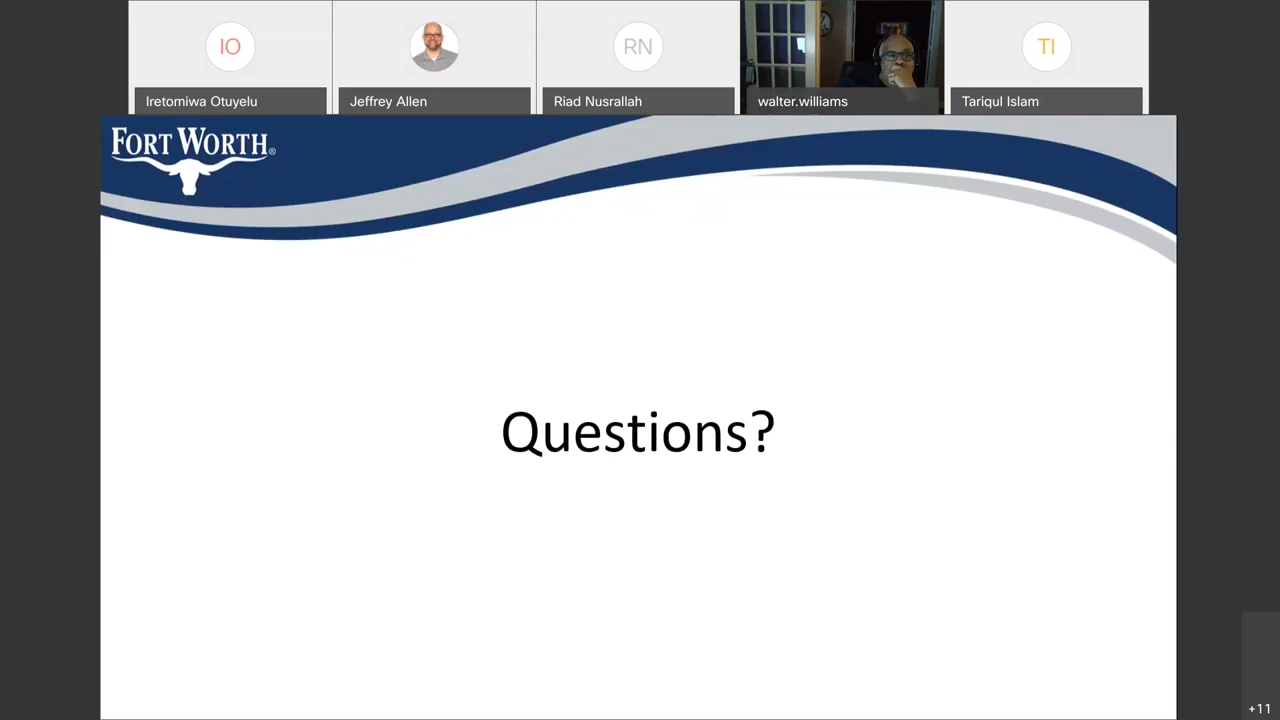 IO
RN
TI
Iretomiwa Otuyelu
Jeffrey Allen
Riad Nusrallah
walter.williams
Tariqul Islam
FORT WORTH®
Questions?
+11